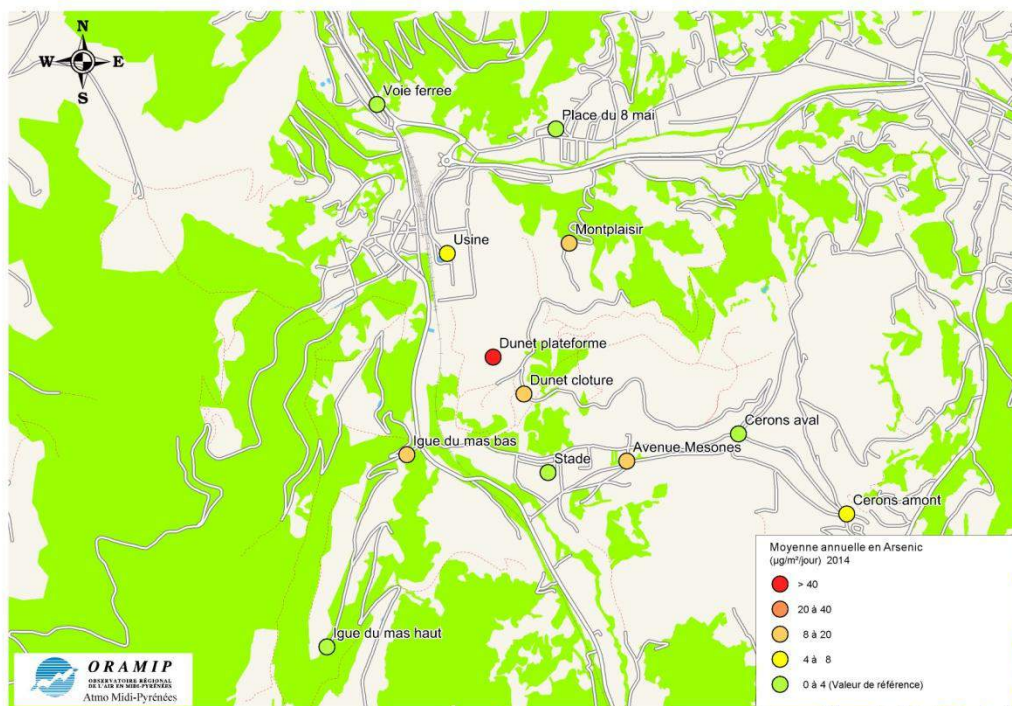 N
W E
S
Voie ferree
Place du 8 mai
Usine
Montplaisir
Dunet plateforme
Dunet cloture
Cerons aval
Igue du mas bas
Stade
Avenue Mesones
Cerons amont
Igue du mas haut
Moyenne annuelle en Arsenic
(µg/m²/jour) 2014
> 40
20 à 40
8 à 20
4 à 8
0 à 4 (Valeur de référence)
ORAMIP
OBSERVATOIRE RÉGIONAL
DE L'AIR EN MIDI-PYRÉNÉES
Atmo Midi-Pyrénées